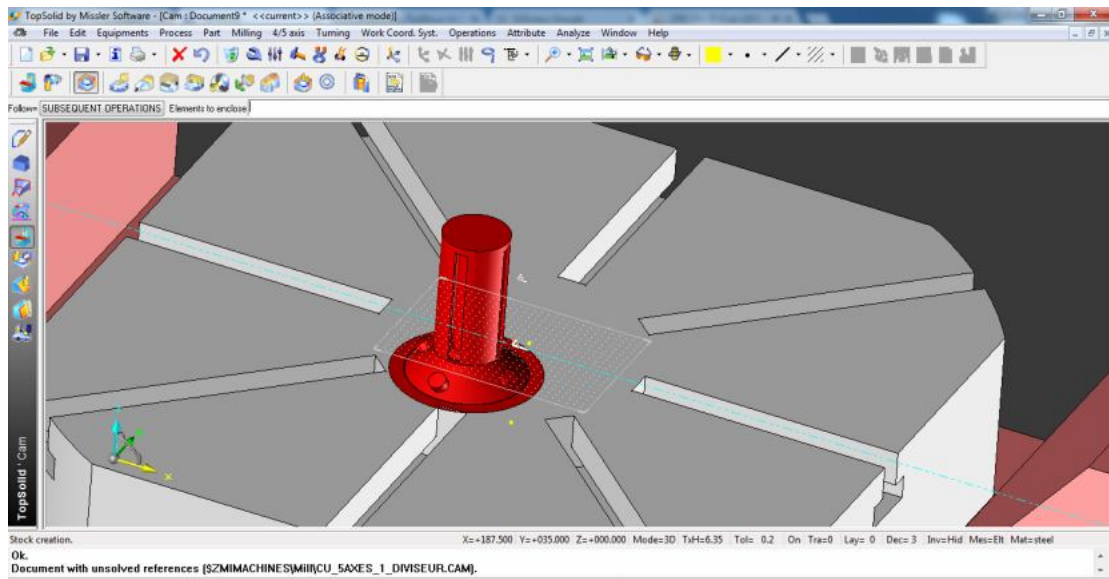 TopSolid by Missler Software - [Cam : Document9 * <<current>> (Associative mode)]
File Edit Equipments Process Part Milling 4/5 axis Turning Work Coord. Syst. Operations Attribute Analyze Window Help
Follow= SUBSEQUENT OPERATIONS Elements to enclose:
TopSolid'Cam
X
Stock creation. X=+187.500 Y=+035.000 Z=+000.000 Mode=3D TxH=6.35 Tol= 0.2 On Tra=0 Lay= 0 Dec= 3 Inv=Hid Mes=Elt Mat=steel
Ok.
Document with unsolved references ($ZMIMACHINES\Mill\CU_5AXES_1_DIVISEUR.CAM).